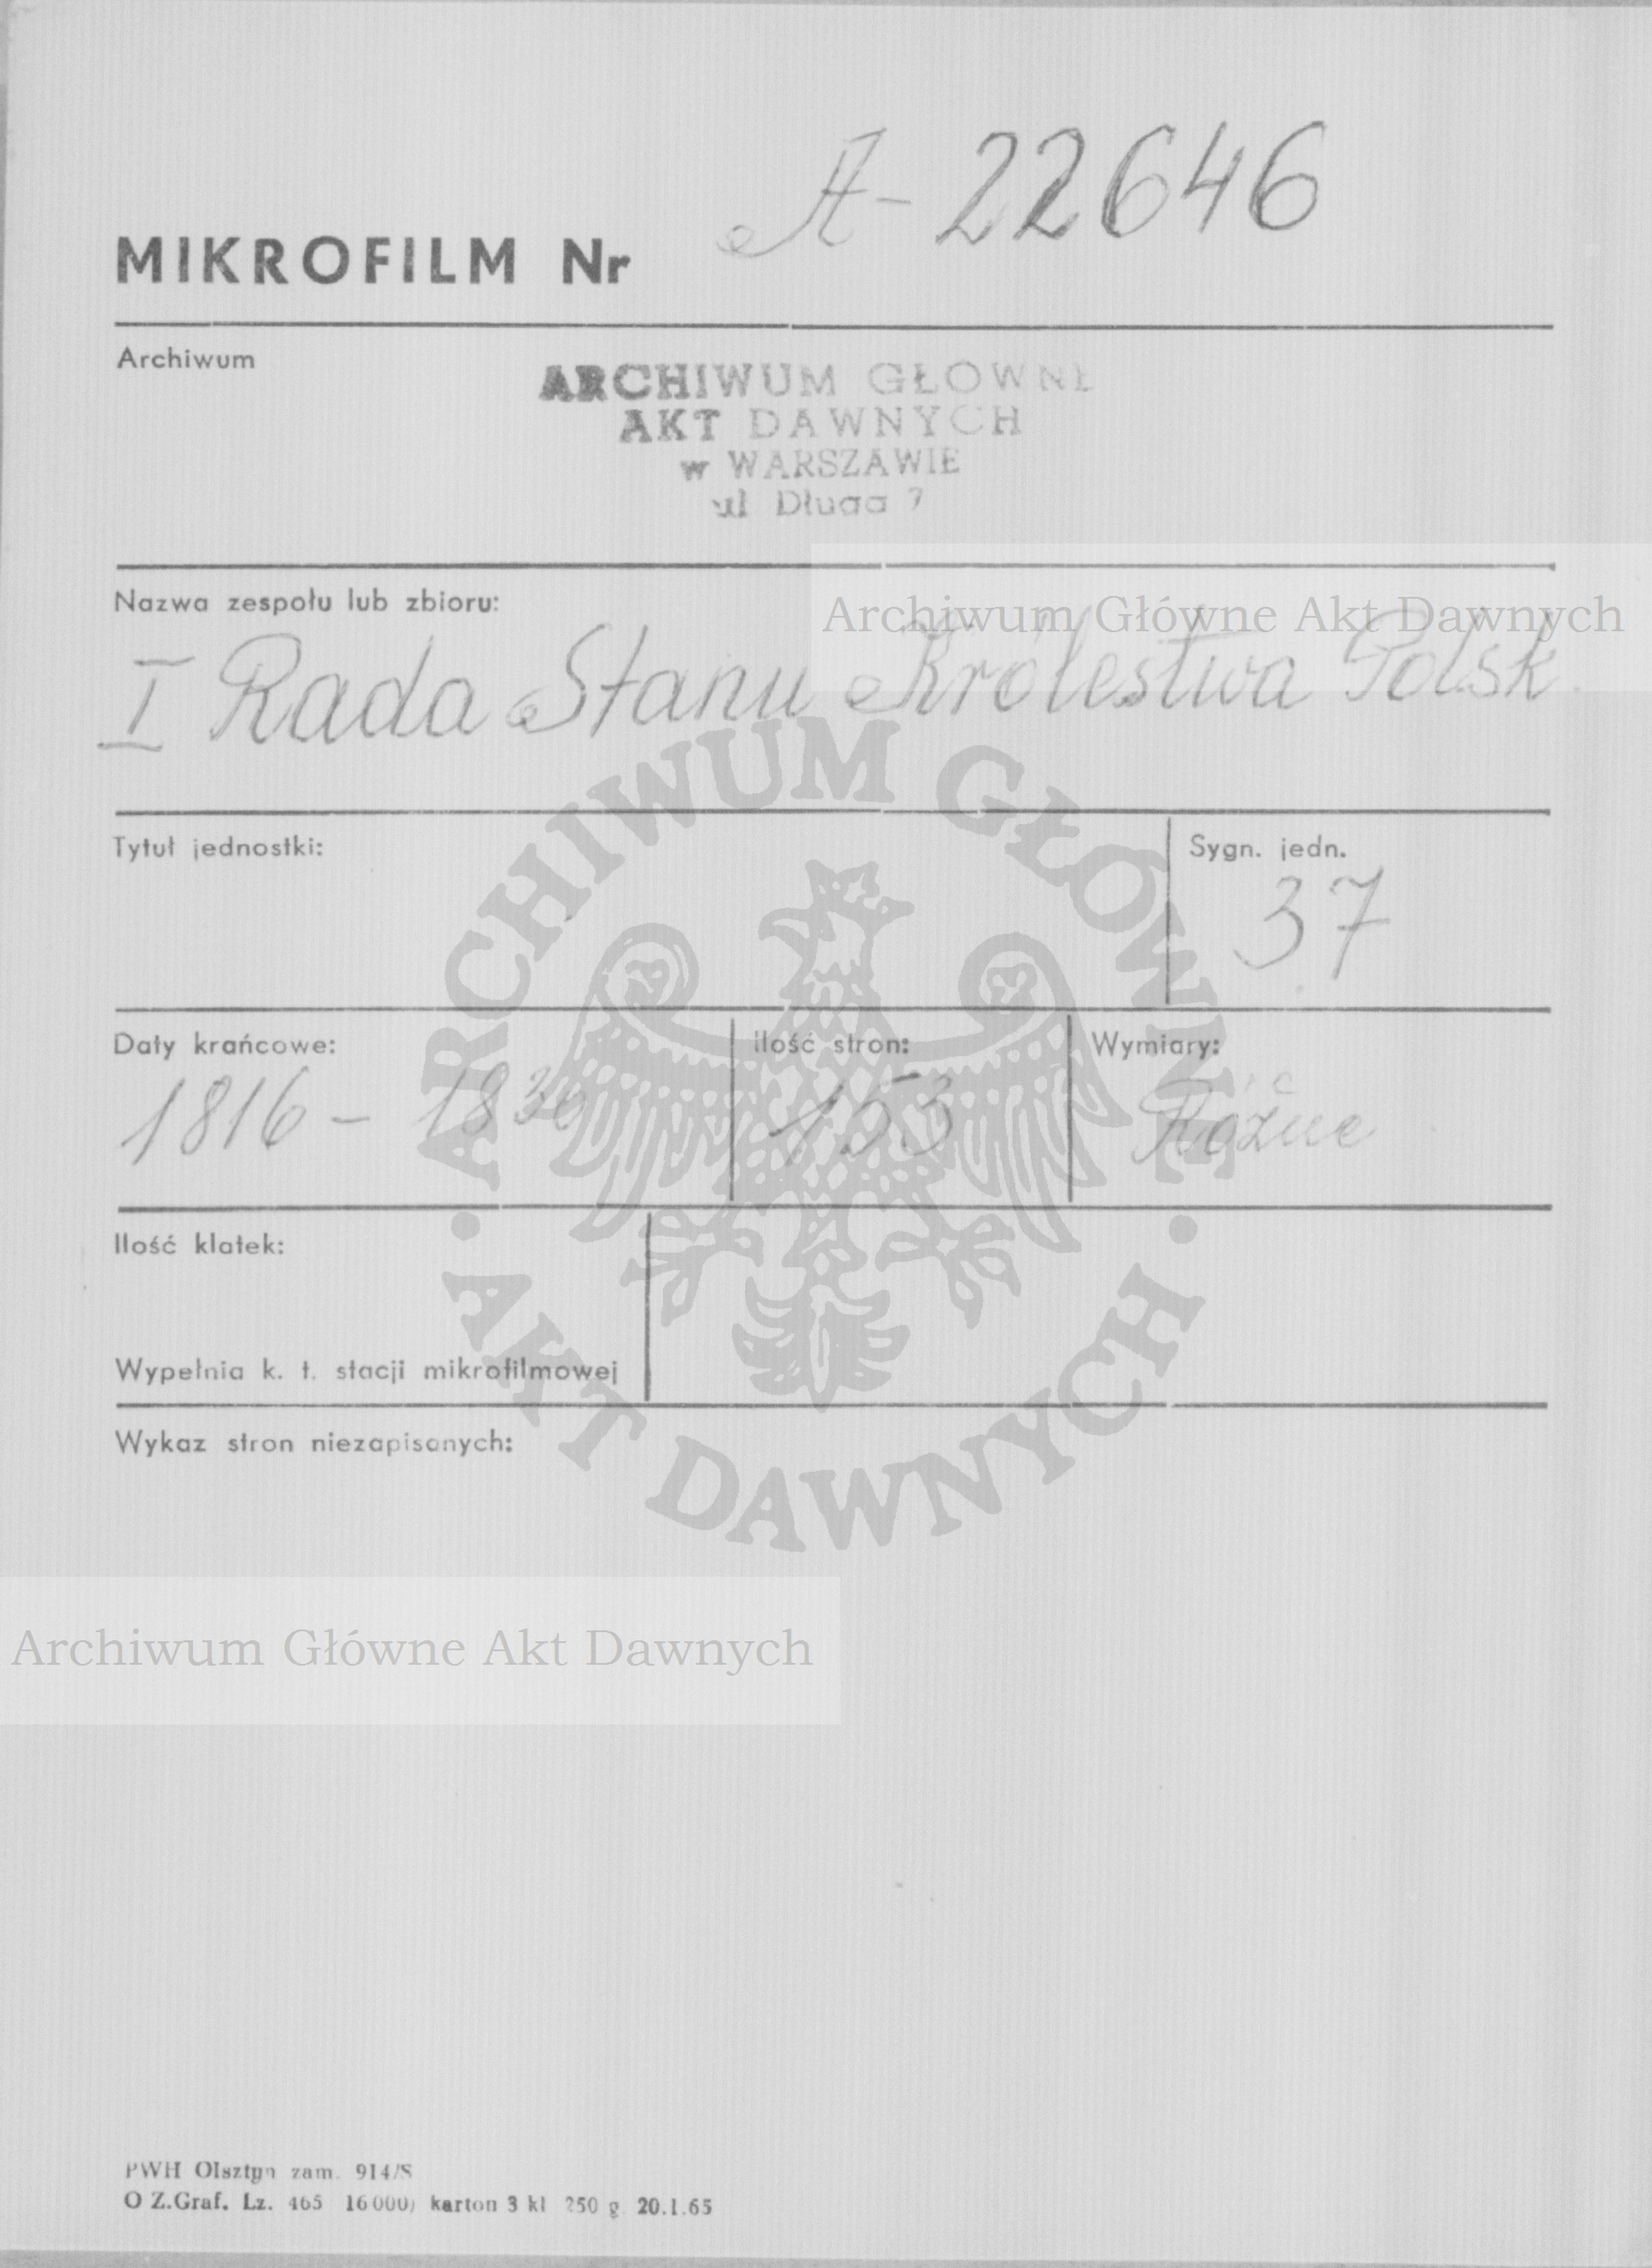 A-22646
MIKROFILM Nr
Archiwum
ARCHIWUM GŁÓWNE
AKT DAWNYCH
w WARSZAWIE
ul Długa 7
Nazwa zespołu lub zbioru:
Archiwum Główne Akt Dawnych
I Rada Stanu Królestwa Polsk.
ARCHIWUM GŁÓWNE
Tytuł jednostki:
Sygn. jedn.
37
Daty krańcowe:
Ilość stron:
Wymiary:
1816 - 1830
153
Różne
Ilość klatek:
Wypełnia k. t. stacji mikrofilmowej
Wykaz stron niezapisanych:
AKT DAWNYCH
Archiwum Główne Akt Dawnych
PWH Olsztyn zam. 914/S
O Z.Graf. Lz. 465 16000) karton 3 kl 250 g. 20.1.65